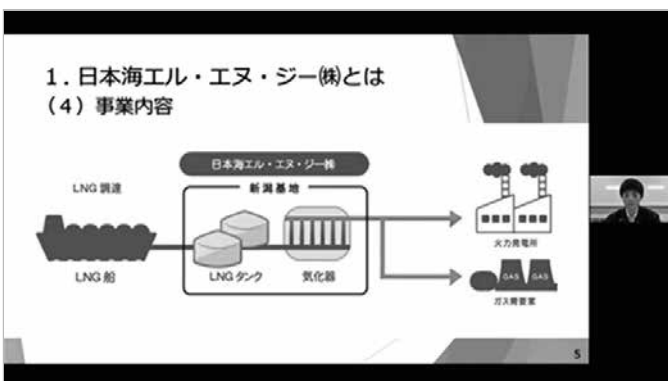 1．日本海エル・エヌ・ジー㈱とは
（4）事業内容
日本海エル・エヌ・ジー㈱
新潟基地
LNG 調達
LNG 船
LNG タンク
気化器
火力発電所
GAS
GAS
ガス需要家
5